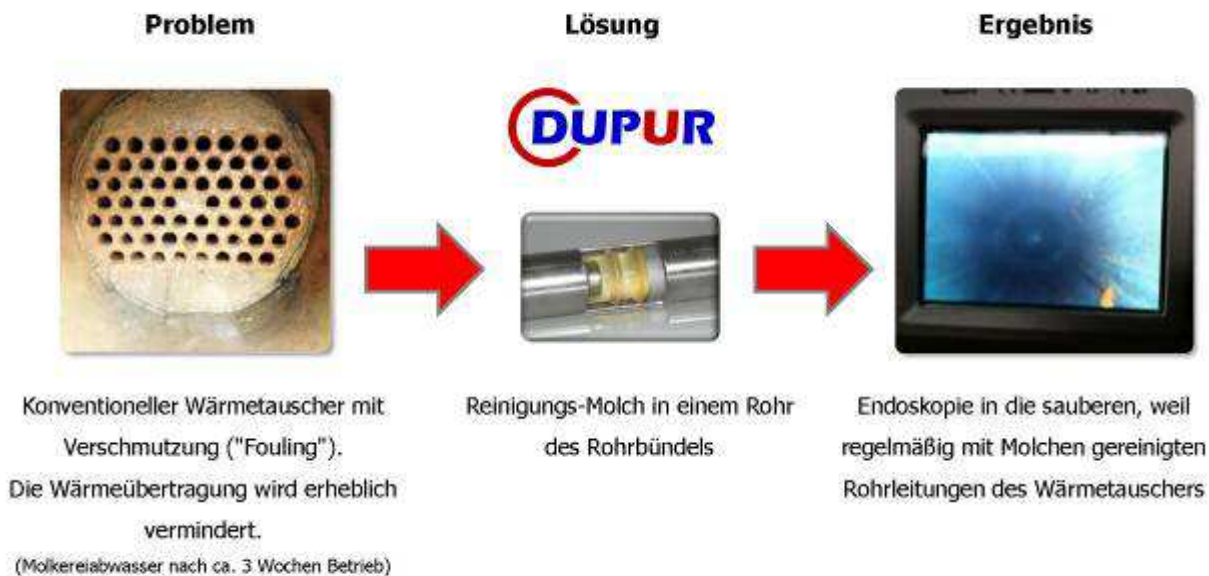 Problem
Lösung
Ergebnis
DUPUR
Konventioneller Wärmetauscher mit
Verschmutzung ("Fouling").
Die Wärmeübertragung wird erheblich
vermindert.
(Molkereiabwasser nach ca. 3 Wochen Betrieb)
Reinigungs-Molch in einem Rohr
des Rohrbündels
Endoskopie in die sauberen, weil
regelmäßig mit Molchen gereinigten
Rohrleitungen des Wärmetauschers